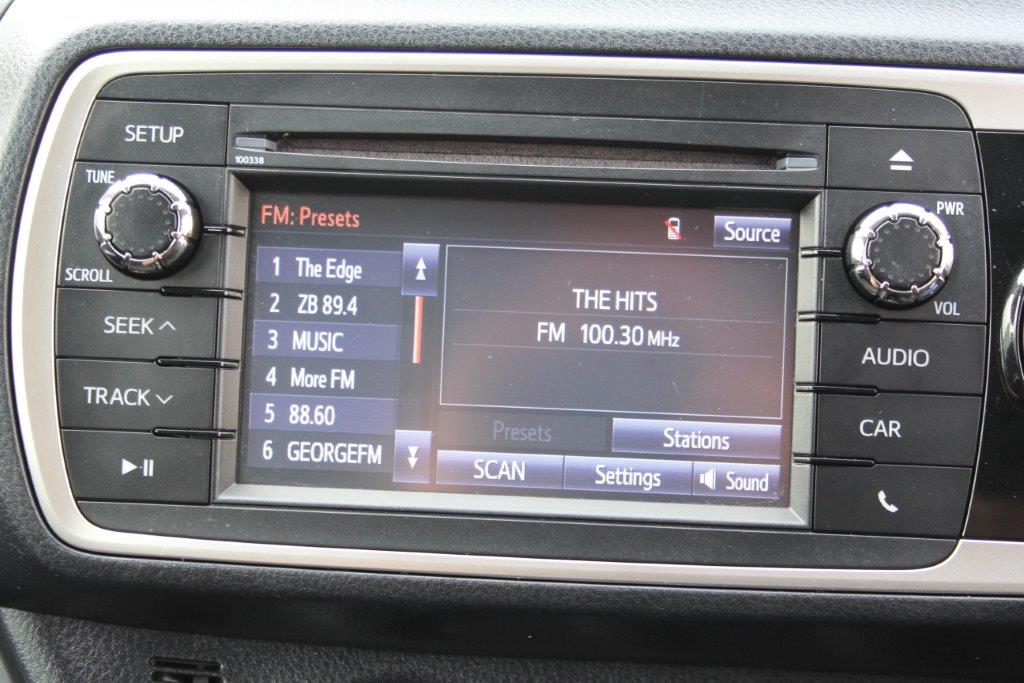 SETUP
100338
TUNE
SCROLL
SEEK
TRACK
FM: Presets
Source
1 The Edge
2 ZB 89.4
3 MUSIC
4 More FM
5 88.60
6 GEORGEFM
THE HITS
FM 100.30 MHz
Presets
Stations
SCAN
Settings
Sound
PWR
VOL
AUDIO
CAR